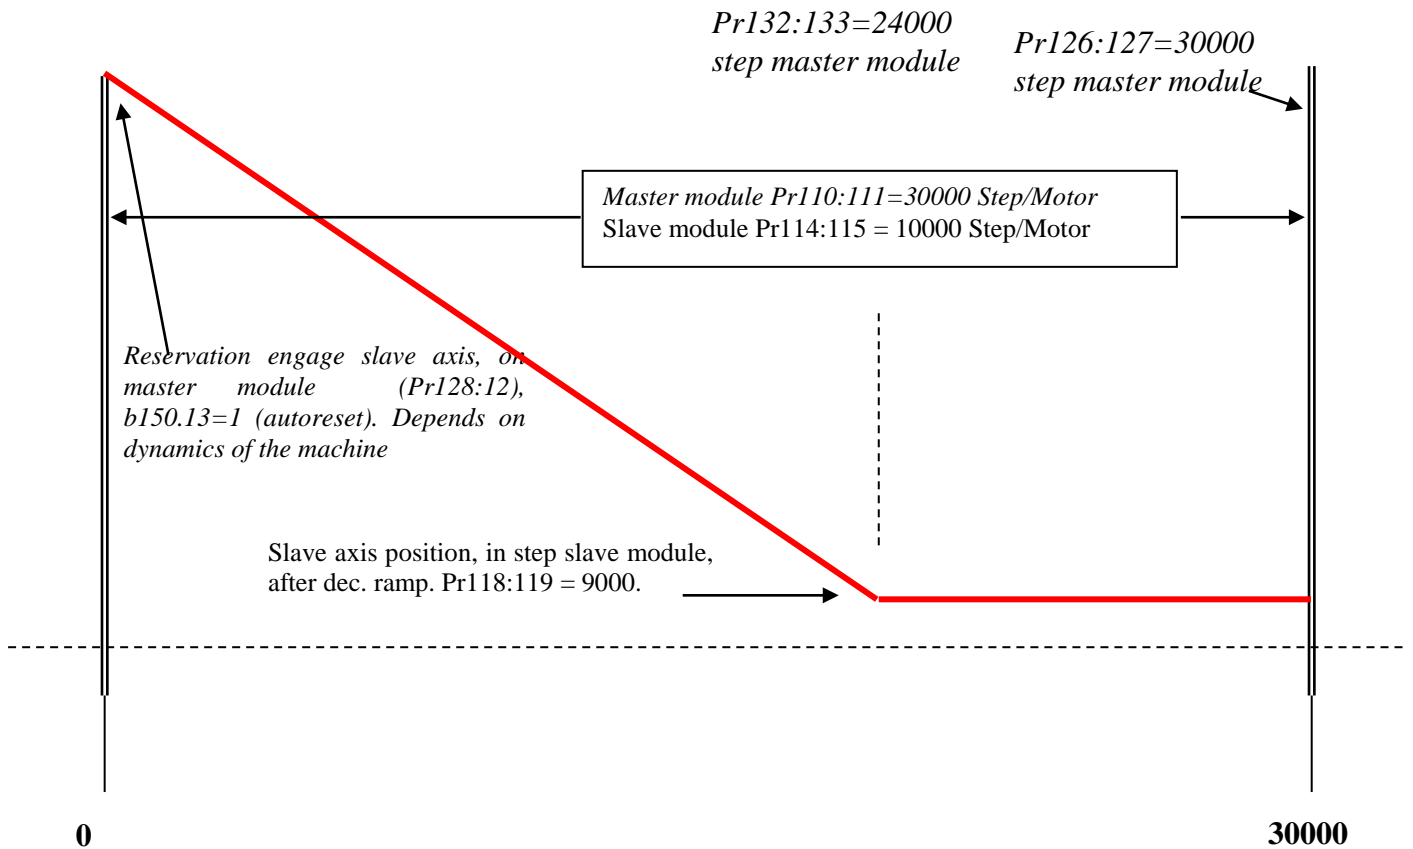 Pr132:133=24000
step master module
Pr126:127=30000
step master module
Master module Pr110:111=30000 Step/Motor
Slave module Pr114:115 = 10000 Step/Motor
Reservation engage slave axis, on
master module (Pr128:12),
b150.13=1 (autoreset). Depends on
dynamics of the machine
Slave axis position, in step slave module,
after dec. ramp. Pr118:119 = 9000.
0
30000